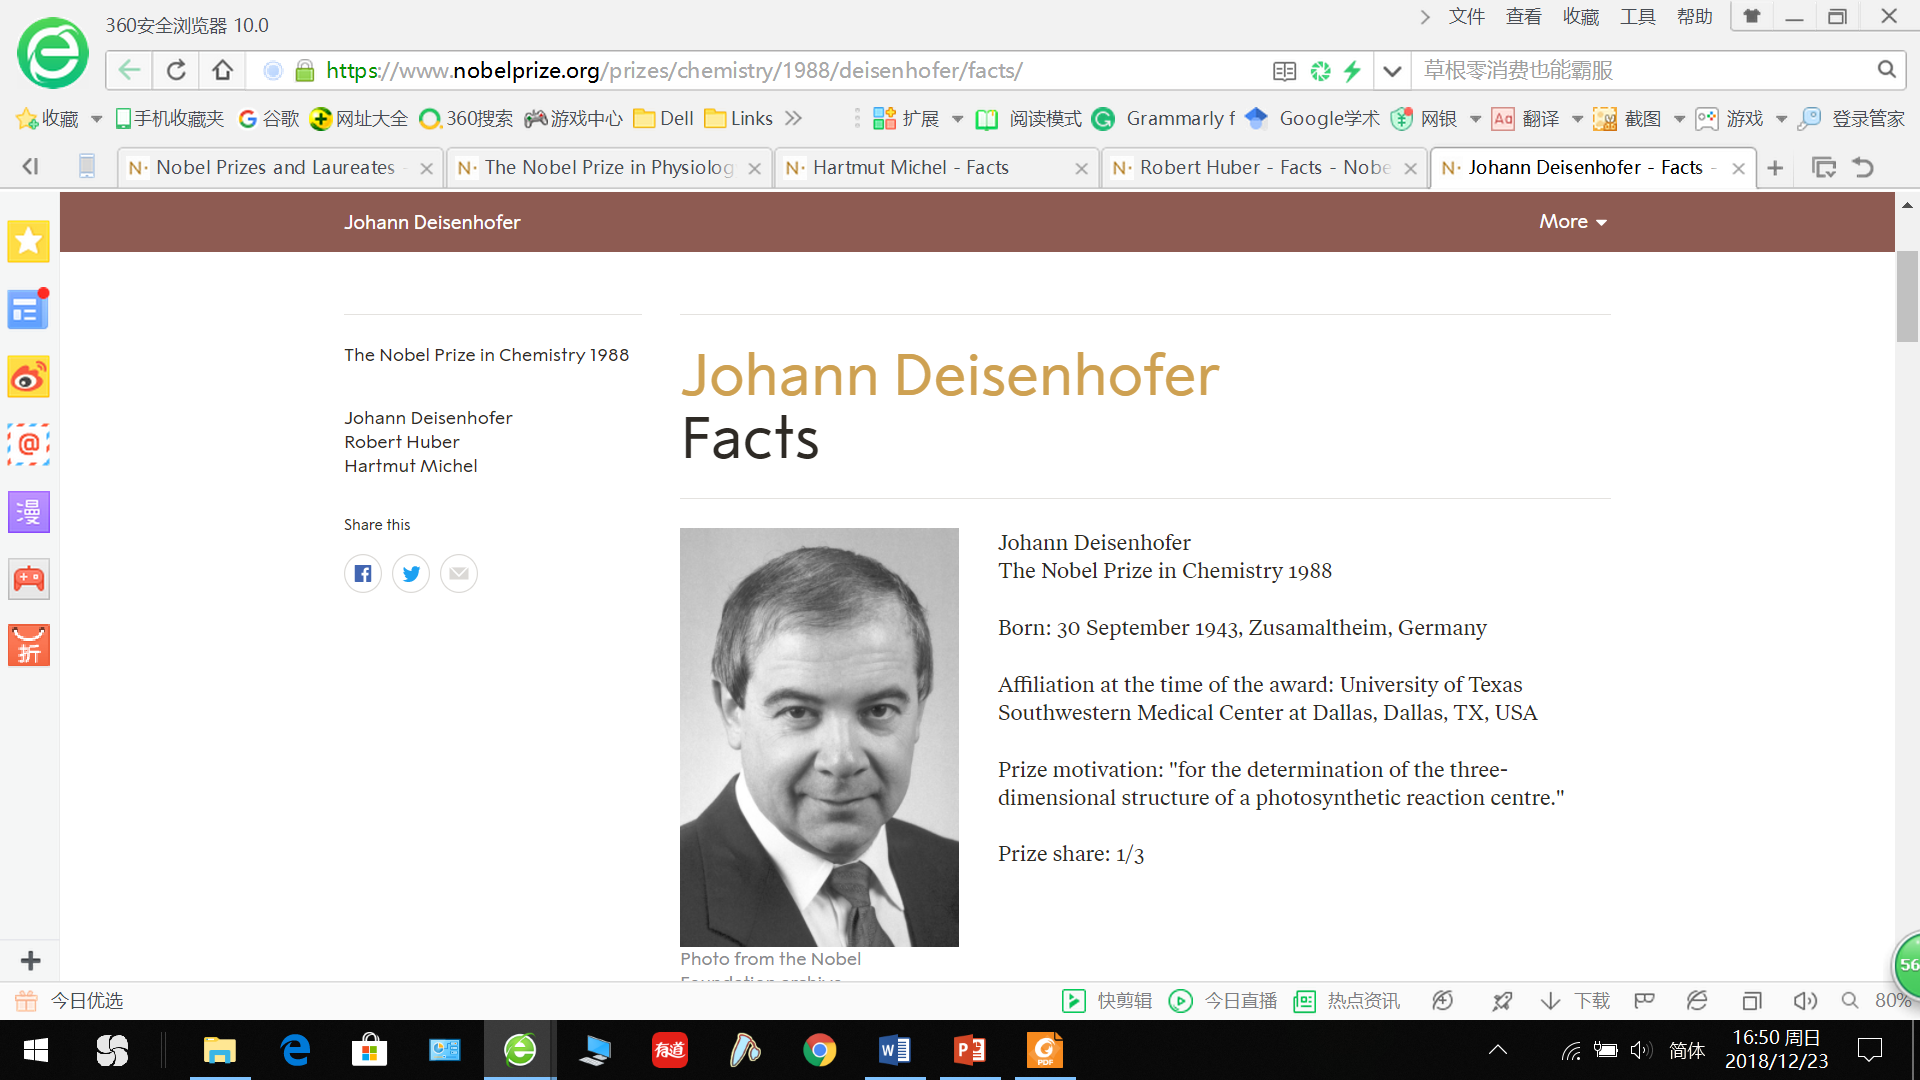 360安全浏览器 10.0
文件 查看 收藏 工具 帮助
https://www.nobelprize.org/prizes/chemistry/1988/deisenhofer/facts/
草根零消费也能霸服
收藏 手机收藏夹 谷歌 网址大全 360搜索 游戏中心 Dell Links 扩展 阅读模式 Grammarly f Google学术 网银 翻译 截图 游戏 登录管家
Nobel Prizes and Laureates - The Nobel Prize in Physiolog Hartmut Michel - Facts Robert Huber - Facts - Nobe Johann Deisenhofer - Facts -
Johann Deisenhofer
More
The Nobel Prize in Chemistry 1988
Johann Deisenhofer
Robert Huber
Hartmut Michel
Share this
Johann Deisenhofer
Facts
Johann Deisenhofer
The Nobel Prize in Chemistry 1988
Born: 30 September 1943, Zusamaltheim, Germany
Affiliation at the time of the award: University of Texas
Southwestern Medical Center at Dallas, Dallas, TX, USA
Prize motivation: "for the determination of the three-
dimensional structure of a photosynthetic reaction centre."
Prize share: 1/3
Photo from the Nobel
漫
折
56
今日优选
快剪辑 今日直播 热点资讯 下载 80%
有道
简体
16:50 周日
2018/12/23